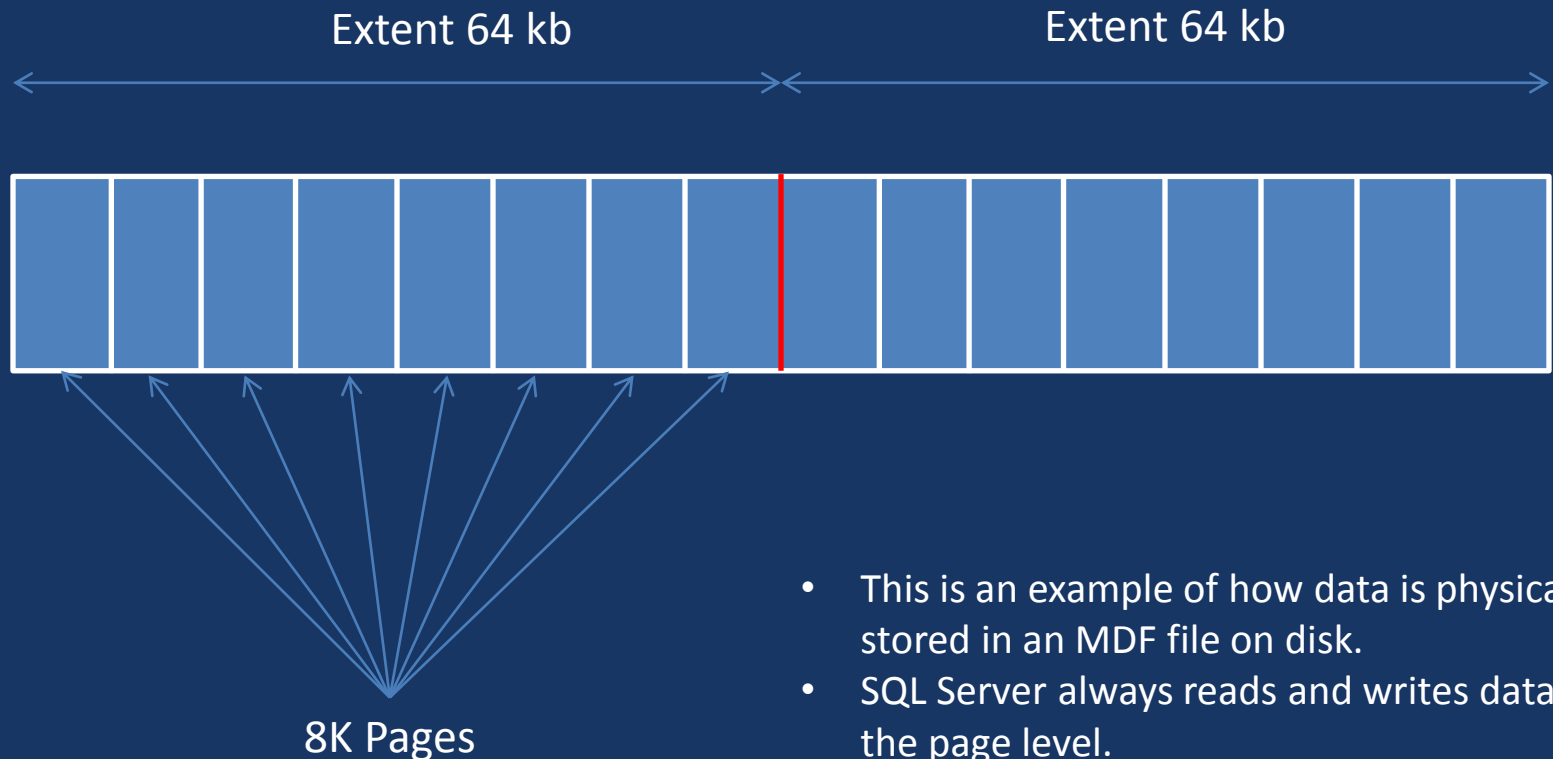 Extent 64 kb
Extent 64 kb
8K Pages
• This is an example of how data is
stored in an MDF file on disk.
• SQL Server always reads and writes data
the page level.